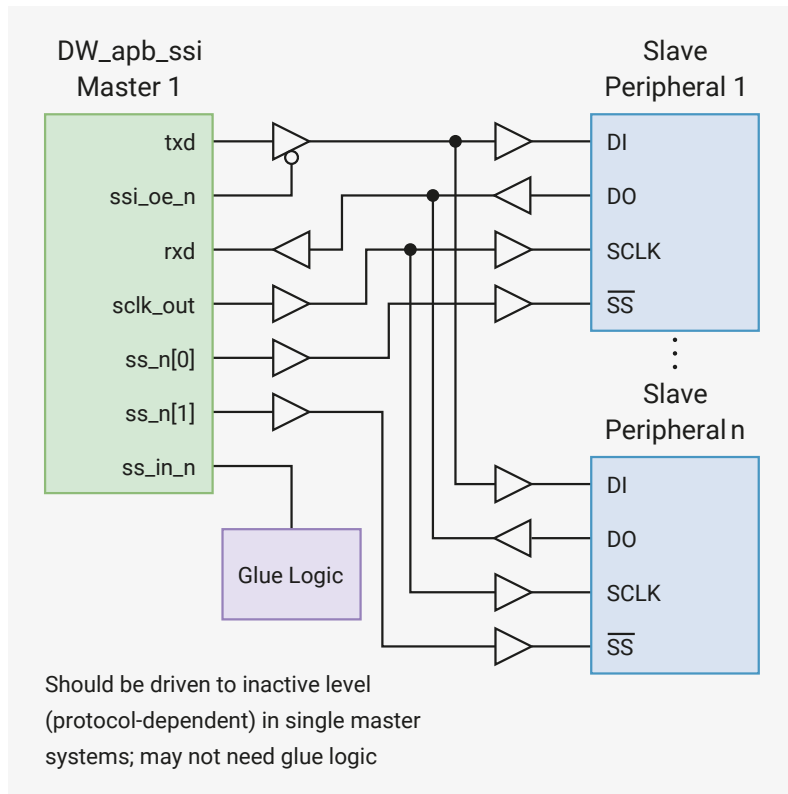 DW_apb_ssi
Master 1
txd
ssi_oe_n
rxd
sclk_out
ss_n[0]
ss_n[1]
ss_in_n
Glue Logic
Slave
Peripheral 1
DI
DO
SCLK
S̅S̅
Slave
Peripheral n
DI
DO
SCLK
S̅S̅
Should be driven to inactive level
(protocol-dependent) in single master
systems; may not need glue logic